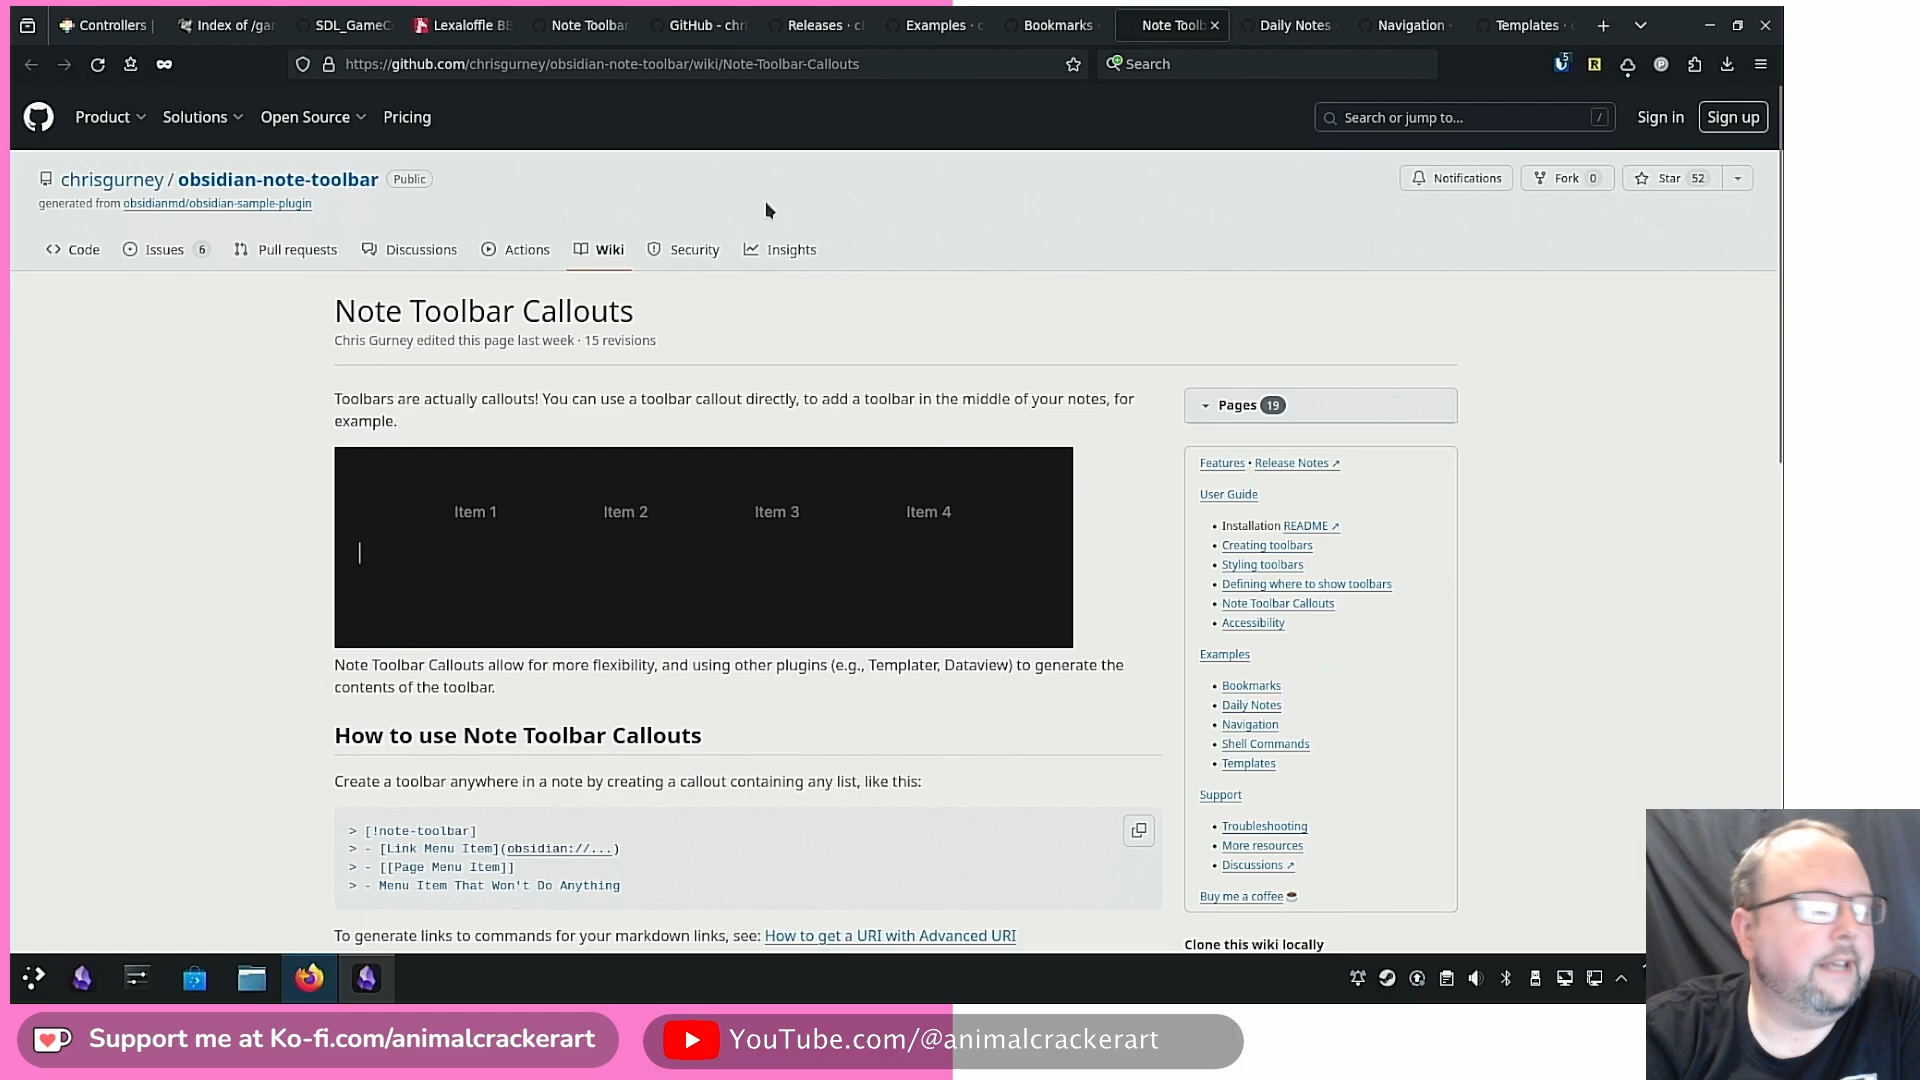 Controllers |
Index of /gar
SDL_GameCo
Lexaloffle BB
Note Toolbar
GitHub - chri
Releases · ch
Examples · c
Bookmarks ·
Note Toolb
Daily Notes
Navigation ·
Templates ·
https://github.com/chrisgurney/obsidian-note-toolbar/wiki/Note-Toolbar-Callouts
Search
Product
Solutions
Open Source
Pricing
Search or jump to...
/
Sign in
Sign up
chrisgurney / obsidian-note-toolbar
Public
generated from obsidianmd/obsidian-sample-plugin
Notifications
Fork 0
Star 52
Code
Issues 6
Pull requests
Discussions
Actions
Wiki
Security
Insights
Note Toolbar Callouts
Chris Gurney edited this page last week · 15 revisions
Toolbars are actually callouts! You can use a toolbar callout directly, to add a toolbar in the middle of your notes, for
example.
Item 1
Item 2
Item 3
Item 4
Note Toolbar Callouts allow for more flexibility, and using other plugins (e.g., Templater, Dataview) to generate the
contents of the toolbar.
How to use Note Toolbar Callouts
Create a toolbar anywhere in a note by creating a callout containing any list, like this:
> [!note-toolbar]
> - [Link Menu Item](obsidian://...)
> - [[Page Menu Item]]
> - Menu Item That Won't Do Anything
To generate links to commands for your markdown links, see: How to get a URI with Advanced URI
Pages 19
Features • Release Notes ↗
User Guide
• Installation README ↗
• Creating toolbars
• Styling toolbars
• Defining where to show toolbars
• Note Toolbar Callouts
• Accessibility
Examples
• Bookmarks
• Daily Notes
• Navigation
• Shell Commands
• Templates
Support
• Troubleshooting
• More resources
• Discussions ↗
Buy me a coffee
Clone this wiki locally
Support me at Ko-fi.com/animalcrackerart
YouTube.com/@animalcrackerart